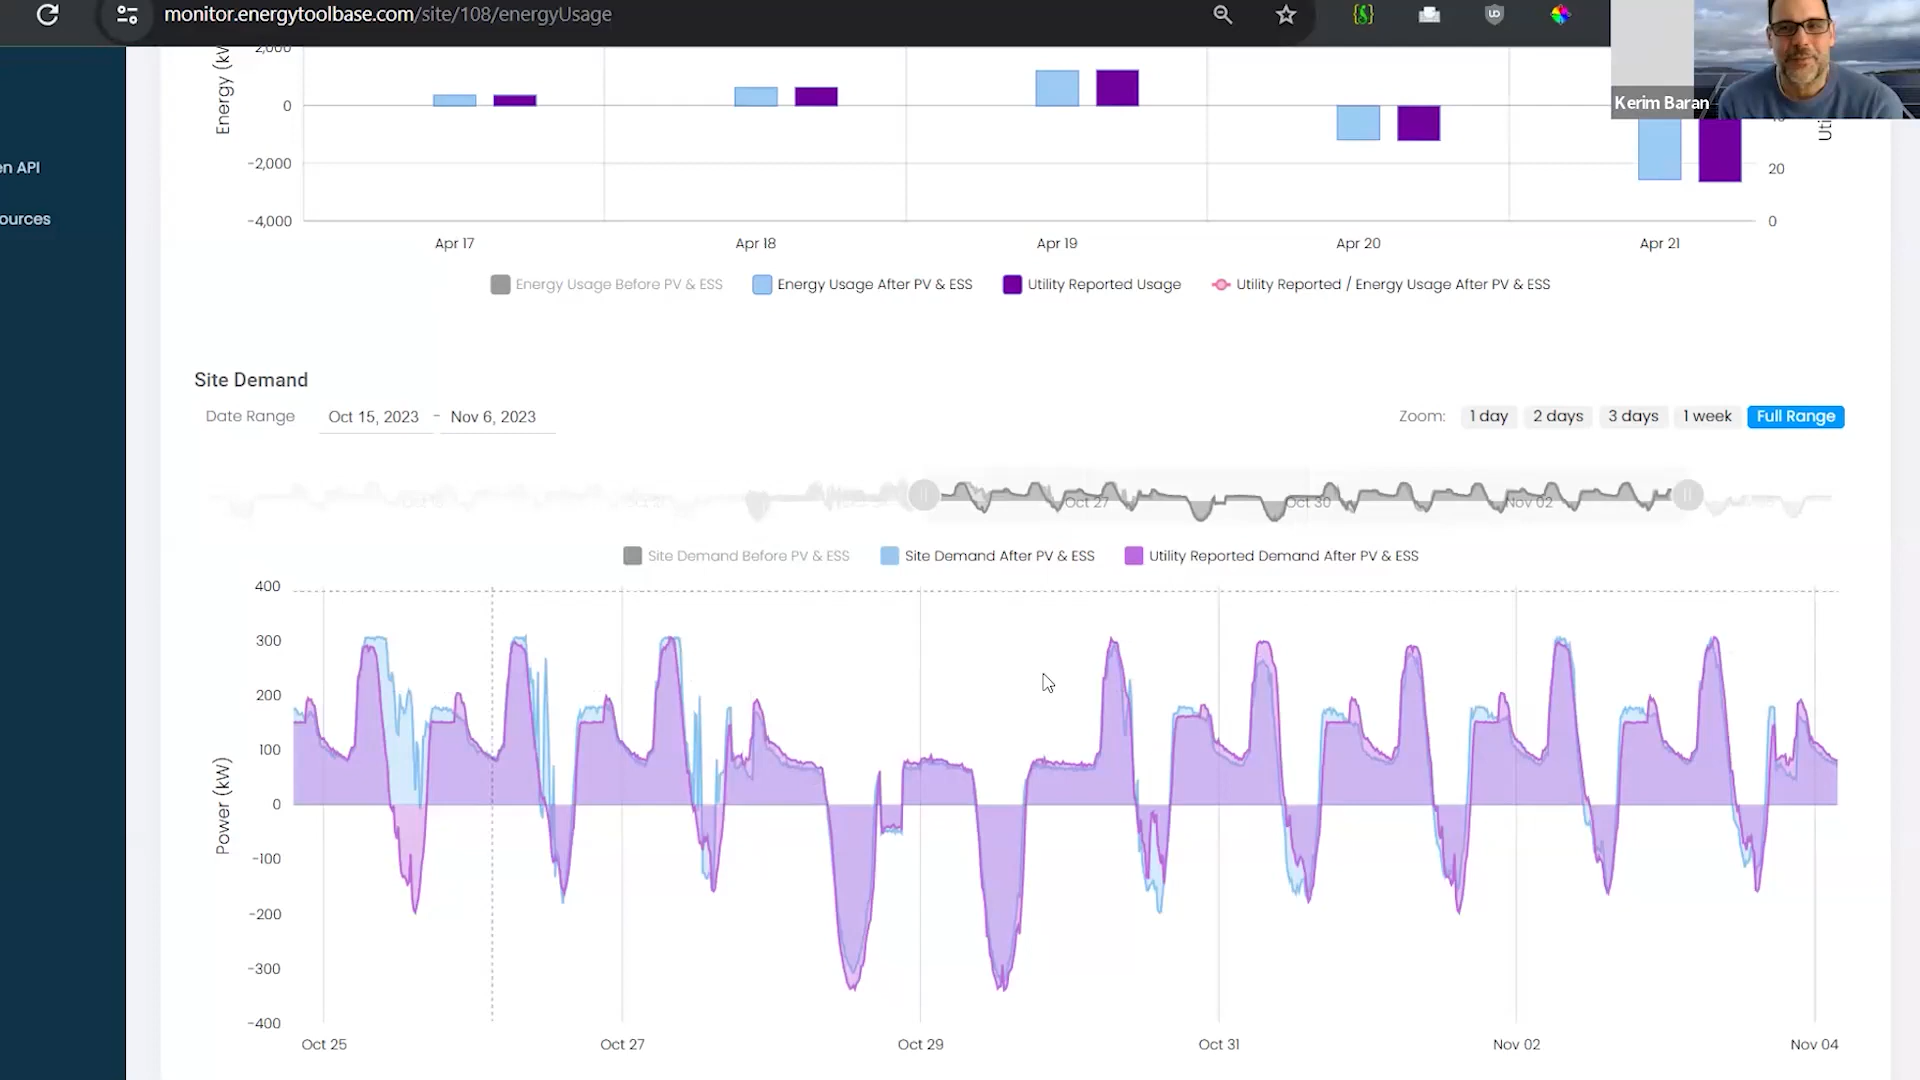 monitor.energytoolbase.com/site/108/energyUsage
Kerim Baran
en API
ources
Energy (kW
2,000
0
-2,000
-4,000
20
0
Apr 17
Apr 18
Apr 19
Apr 20
Apr 21
Energy Usage Before PV & ESS
Energy Usage After PV & ESS
Utility Reported Usage
Utility Reported / Energy Usage After PV & ESS
Site Demand
Date Range
Oct 15, 2023 - Nov 6, 2023
Zoom:
1 day
2 days
3 days
1 week
Full Range
Oct 27
Oct 30
Nov 02
Site Demand Before PV & ESS
Site Demand After PV & ESS
Utility Reported Demand After PV & ESS
Power (kW)
400
300
200
100
0
-100
-200
-300
-400
Oct 25
Oct 27
Oct 29
Oct 31
Nov 02
Nov 04